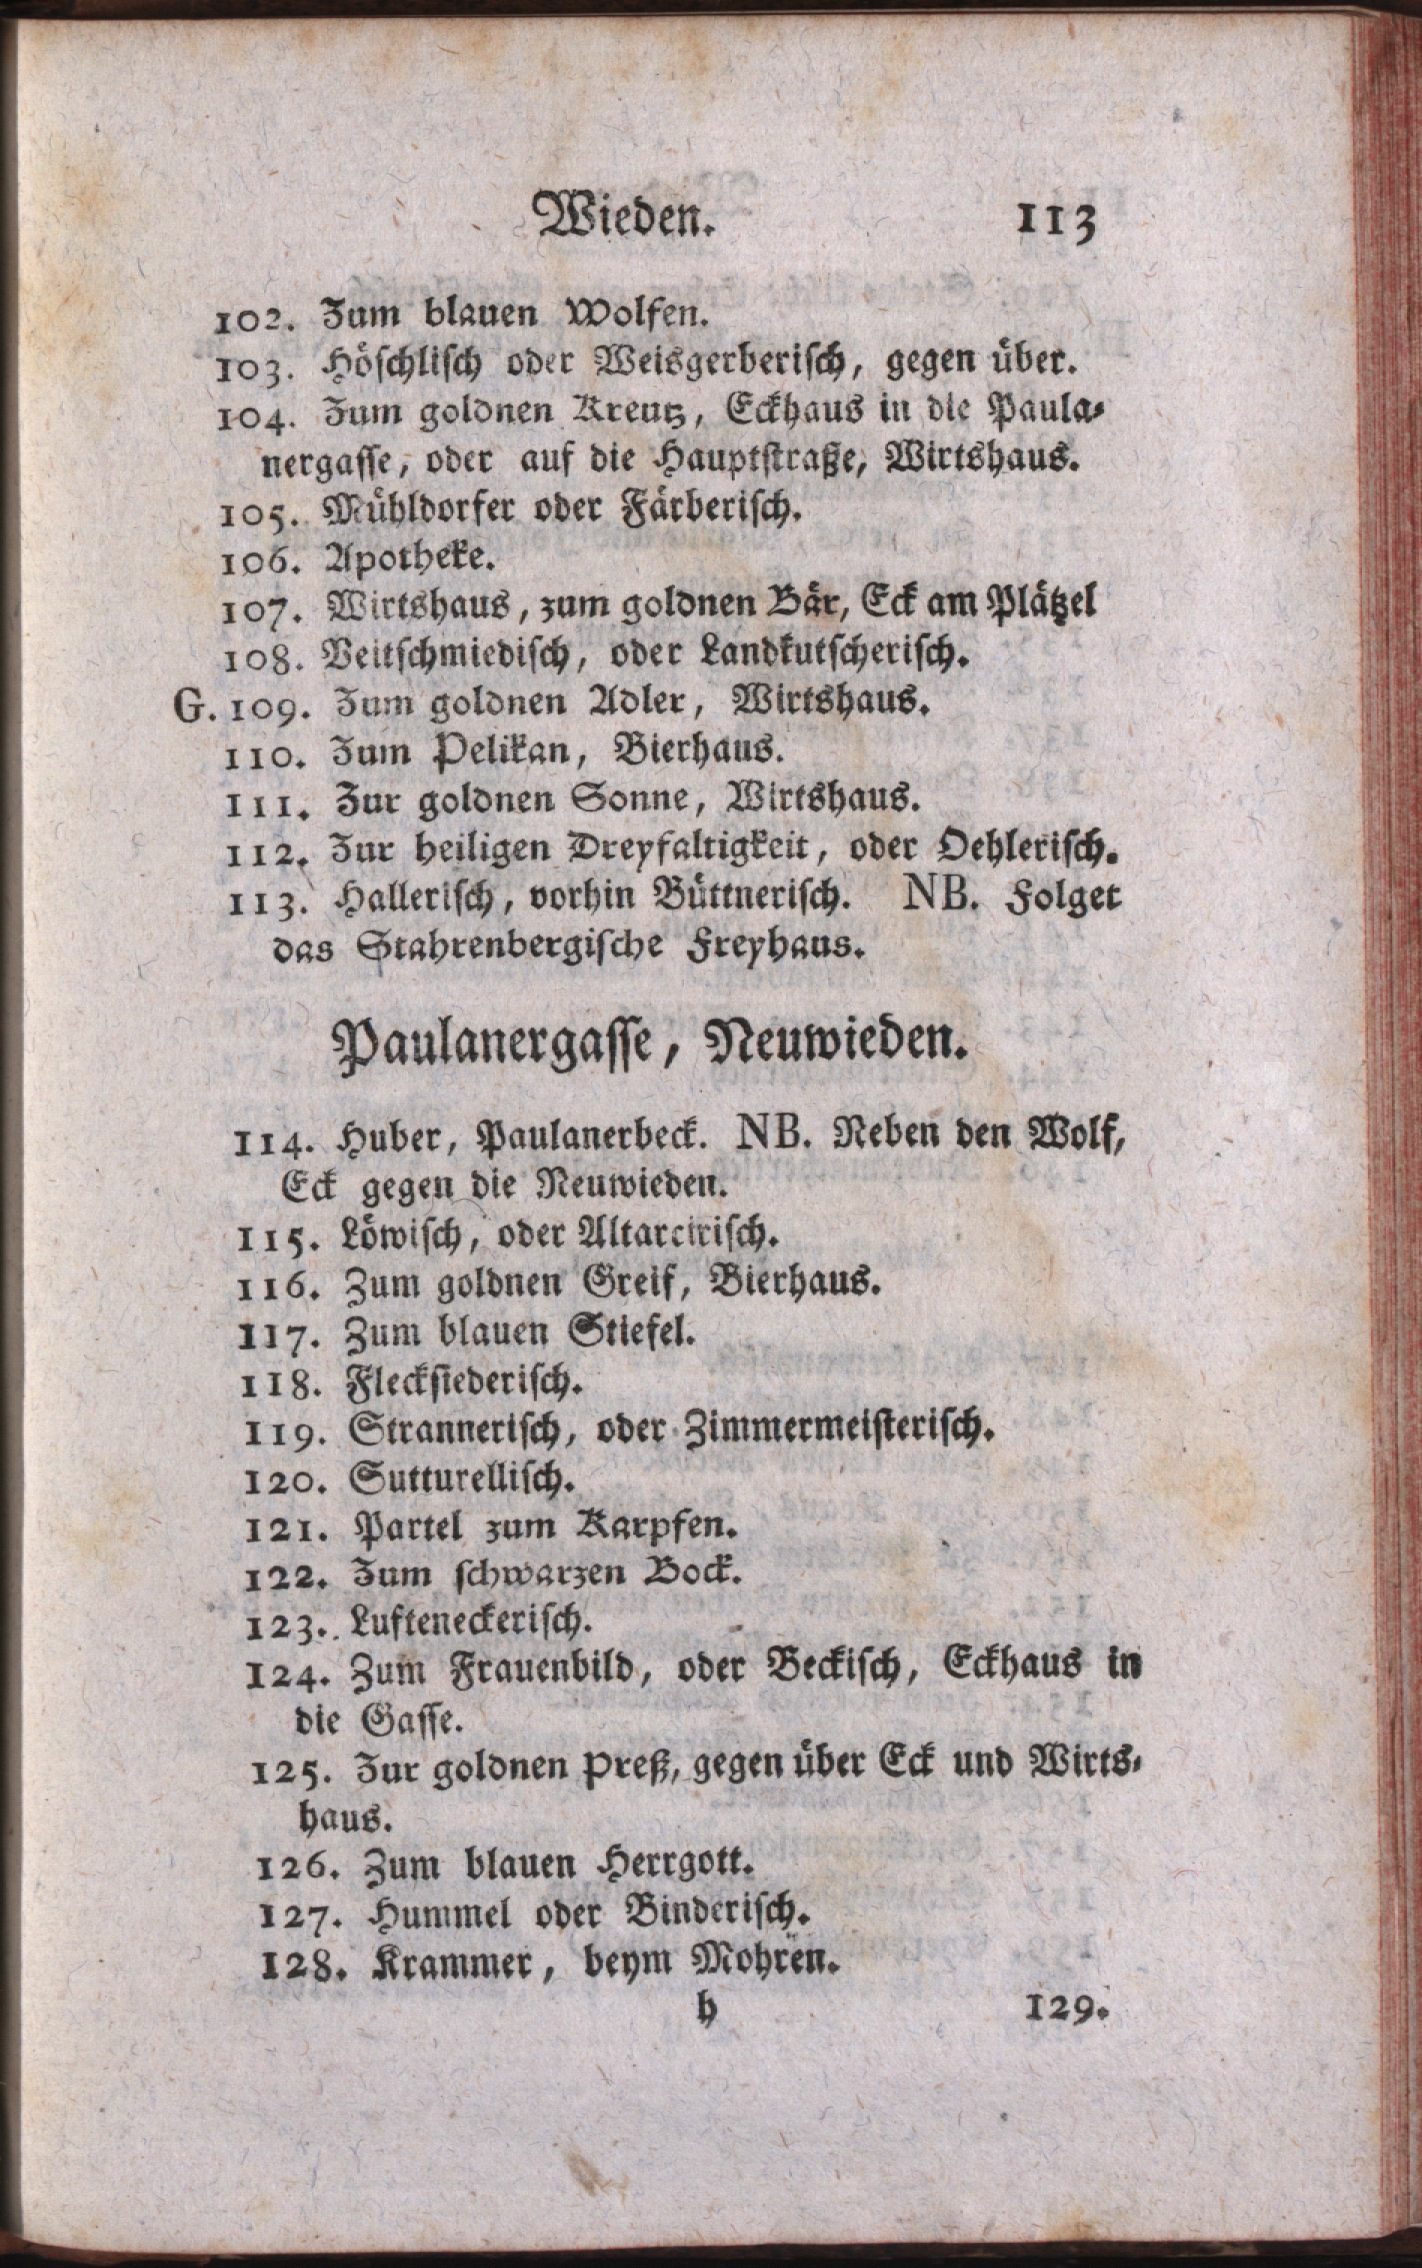 Wieden. 113
102. Zum blauen Wolfen.
103. Höschlisch oder Weisgerberisch, gegen über.
104. Zum goldnen Kreutz, Eckhaus in die Paula-
nergasse, oder auf die Hauptstraße, Wirtshaus.
105. Mühldorfer oder Färberisch.
106. Apotheke.
107. Wirtshaus, zum goldnen Bär, Eck am Plätzel
108. Veitschmiedisch, oder Landkutscherisch.
G. 109. Zum goldnen Adler, Wirtshaus.
110. Zum Pelikan, Bierhaus.
111. Zur goldnen Sonne, Wirtshaus.
112. Zur heiligen Dreyfaltigkeit, oder Oehlerisch.
113. Hallerisch, vorhin Büttnerisch. NB. Folget
das Stahrenbergische Freyhaus.
Paulanergasse, Neuwieden.
114. Huber, Paulanerbeck. NB. Neben den Wolf,
Eck gegen die Neuwieden.
115. Löwisch, oder
116. Zum goldnen Greif, Bierhaus.
117. Zum blauen Stiefel.
118. Flecksiederisch.
119. Strannerisch, oder Zimmermeisterisch.
120. Sutturellisch.
121. Partel zum Karpfen.
122. Zum schwarzen Bock.
123. Lufteneckerisch.
124. Zum Frauenbild, oder Beckisch, Eckhaus in
die Gasse.
125. Zur goldnen Preß, gegen über Eck und Wirts-
haus.
126. Zum blauen Herrgott.
127. Hummel oder Binderisch.
128. Krammer, beym Mohren.
h 129.